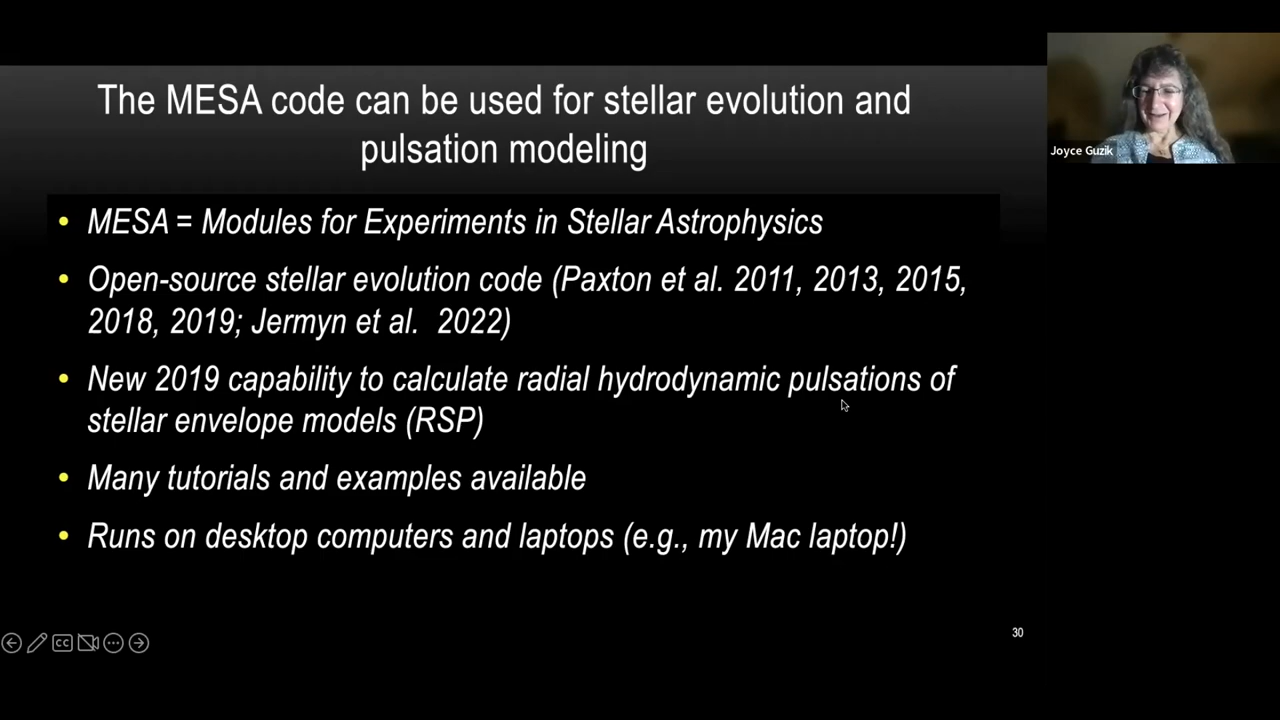 The MESA code can be used for stellar evolution and
pulsation modeling
• MESA = Modules for Experiments in Stellar Astrophysics
• Open-source stellar evolution code (Paxton et al. 2011, 2013, 2015,
2018, 2019; Jermyn et al.  2022)
• New 2019 capability to calculate radial hydrodynamic pulsations of
stellar envelope models (RSP)
• Many tutorials and examples available
• Runs on desktop computers and laptops (e.g., my Mac laptop!)
Joyce Guzik
30
CC